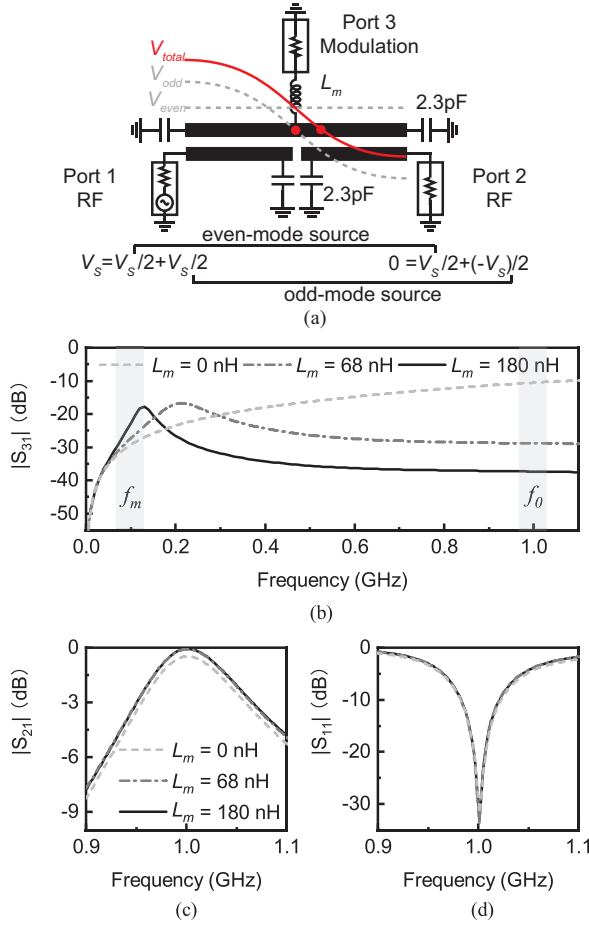 Port 3
Modulation
V_total
V_odd
V_even
L_m
2.3pF
Port 1
RF
2.3pF
Port 2
RF
even-mode source
V_S=V_S/2+V_S/2
0 =V_S/2+(-V_S)/2
odd-mode source
(a)
0
-10
-20
-30
-40
-50
|S_31| (dB)
L_m = 0 nH
L_m = 68 nH
L_m = 180 nH
f_m
f_0
0.0
0.2
0.4
0.6
0.8
1.0
Frequency (GHz)
(b)
0
-3
-6
-9
|S_21| (dB)
L_m = 0 nH
L_m = 68 nH
L_m = 180 nH
0.9
1.0
1.1
Frequency (GHz)
(c)
0
-10
-20
-30
|S_11| (dB)
0.9
1.0
1.1
Frequency (GHz)
(d)